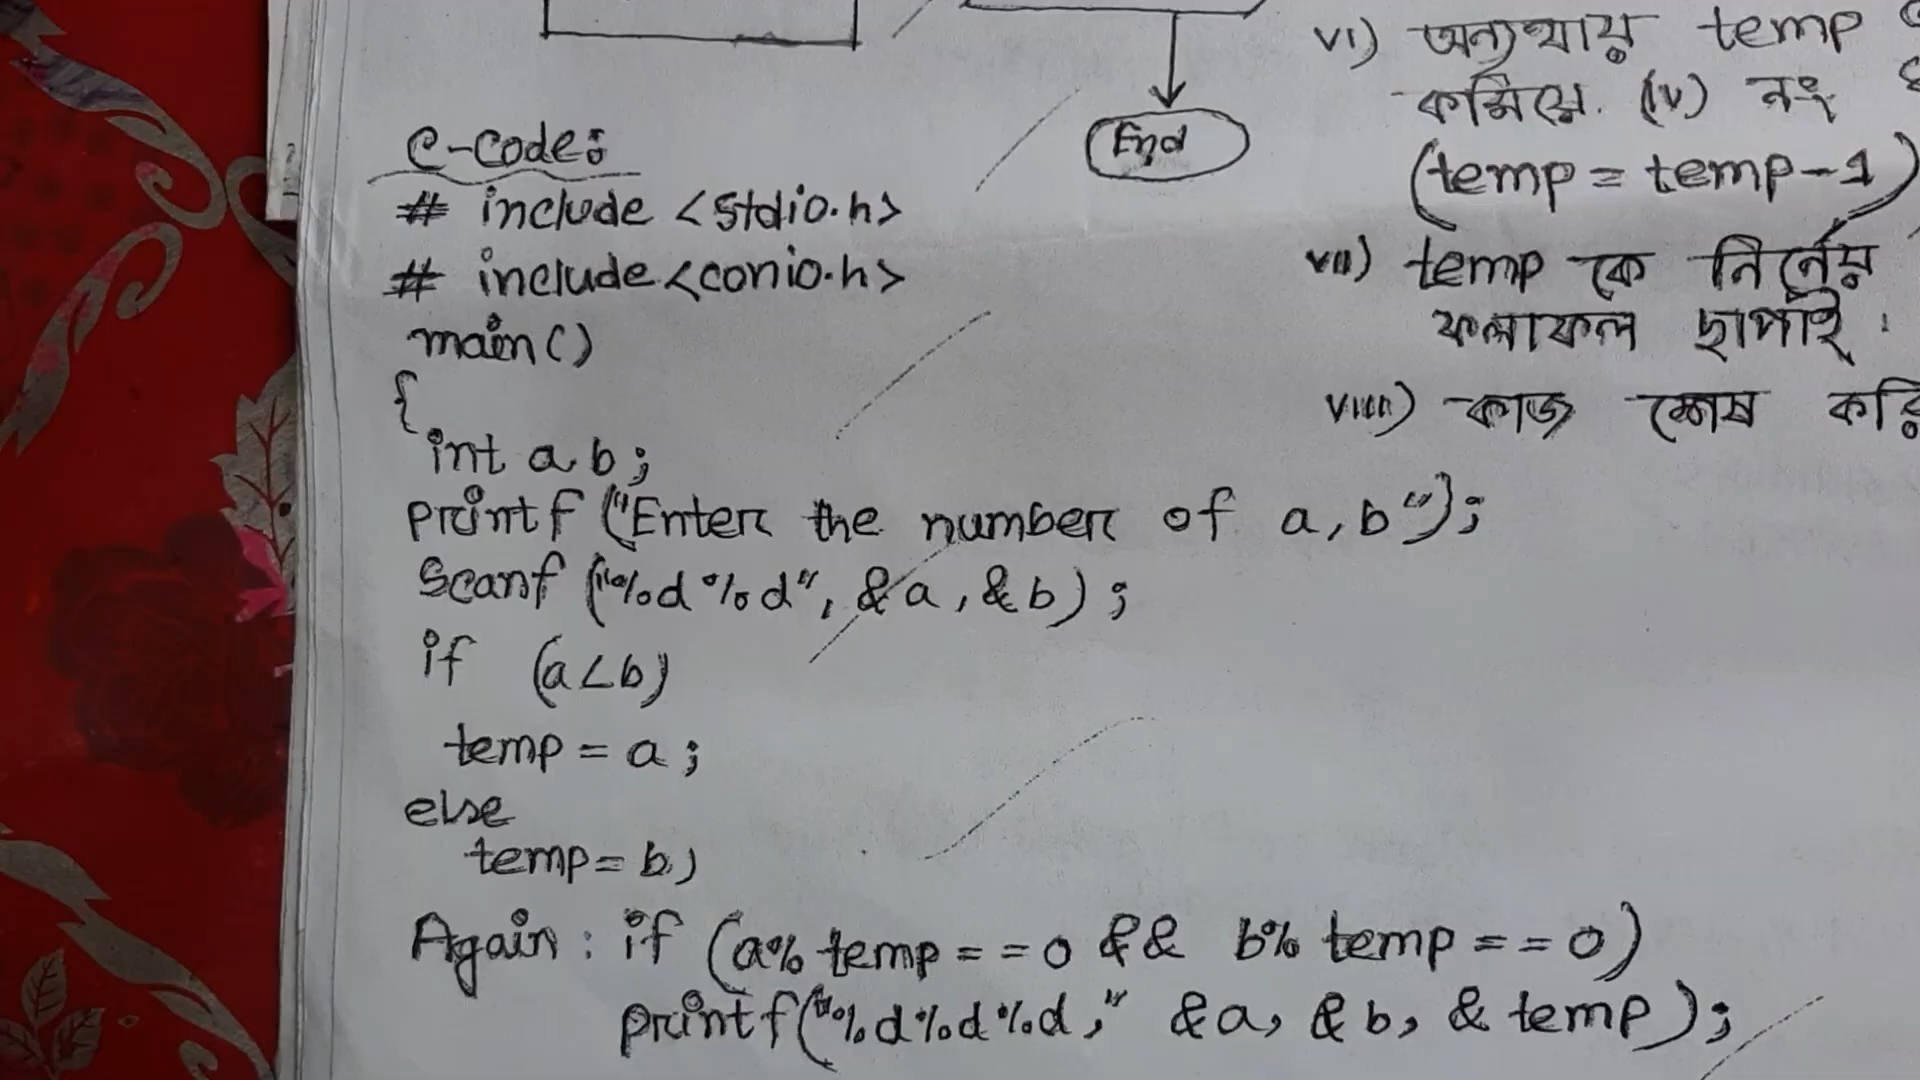 End
C-Code:
# include <stdio.h>
# include <conio.h>
main()
{
int a, b;
printf ("Enter the number of a, b");
Scanf ("%d %d", &a, &b);
if (a<b)
temp = a;
else
temp = b;
Again: if (a% temp == 0 && b% temp == 0)
printf("%d%d%d," &a, &b, & temp);
vi) অন্যথায় temp
কমিয়ে. (iv) নং
(temp = temp-1)
vii) temp কে নির্নেয়
ফলাফল ছাপাই।
viii) কাজ শেষ করি